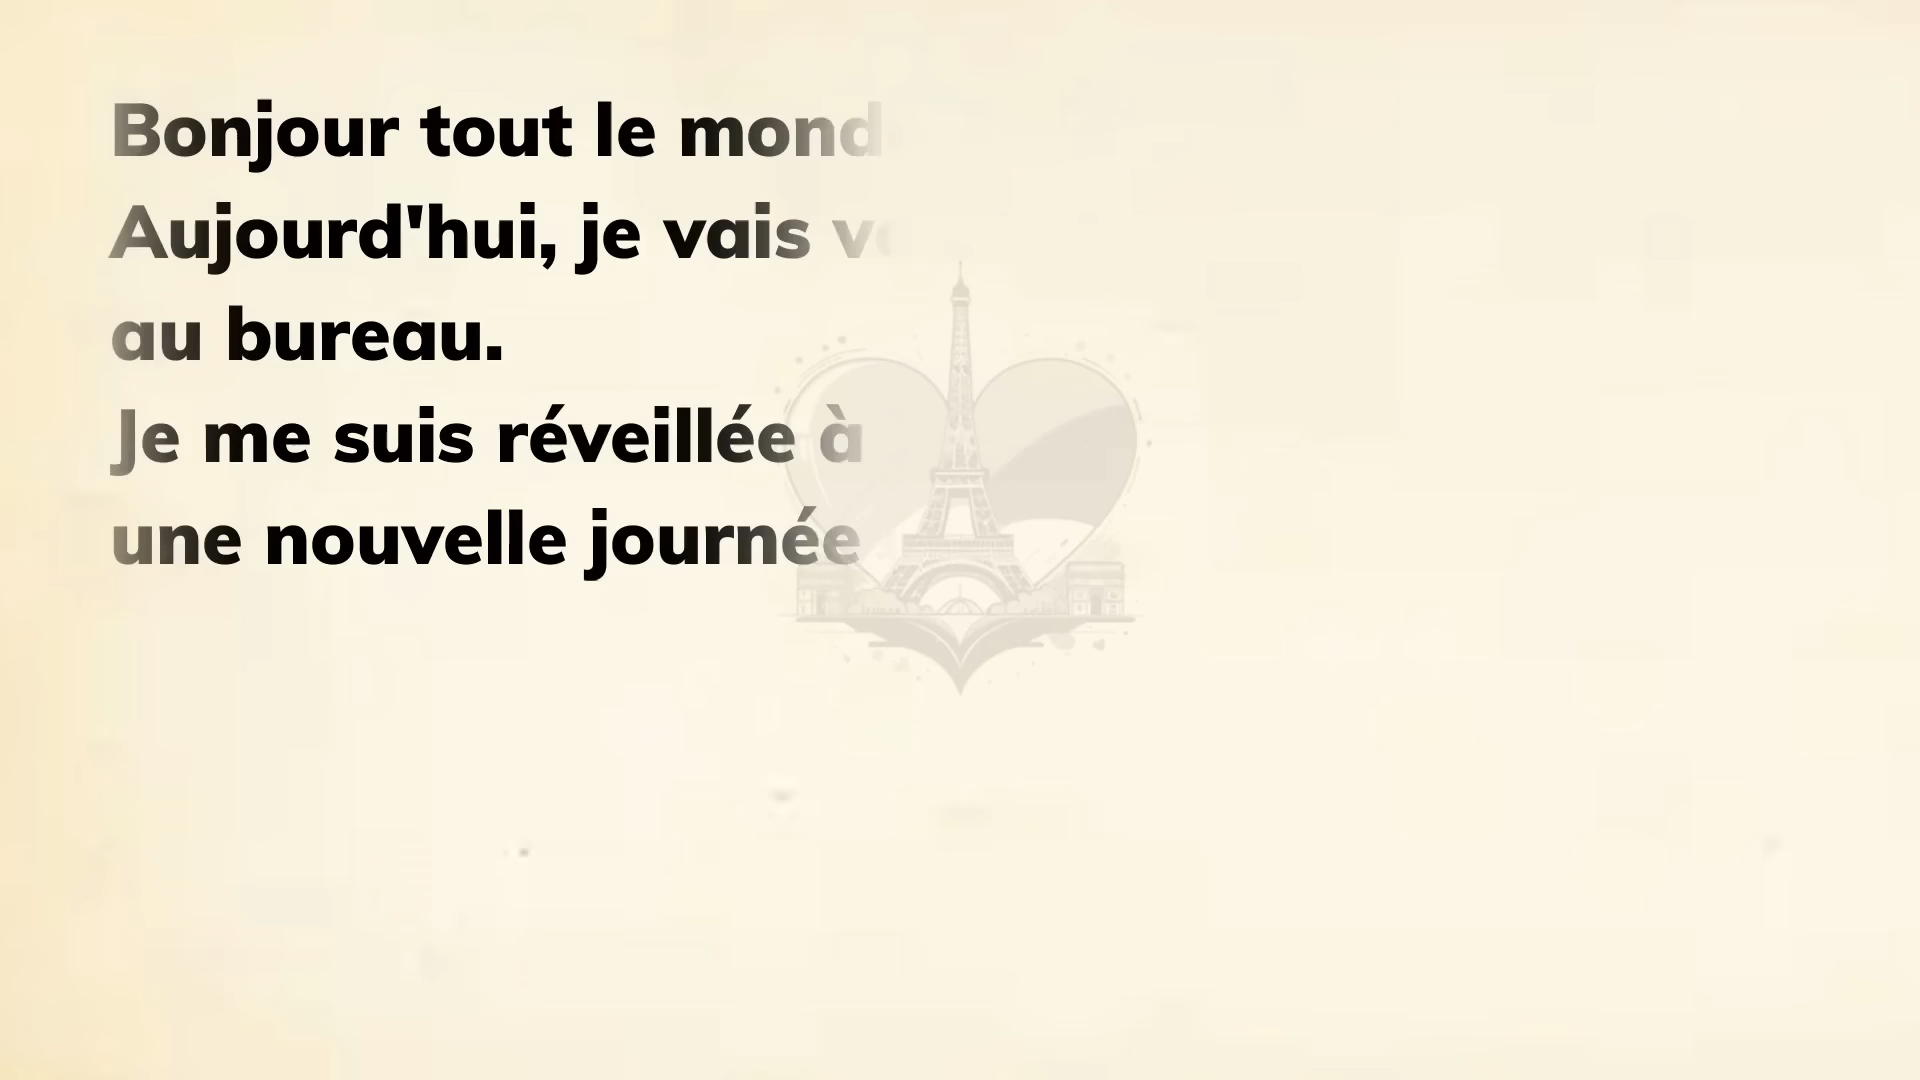 Bonjour tout le mond
Aujourd'hui, je vais
au bureau.
Je me suis réveillée à
une nouvelle journée